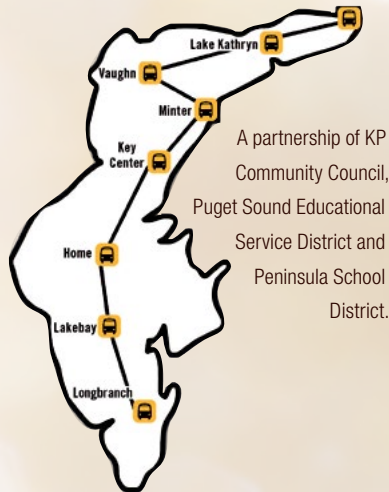 Lake Kathryn
Vaughn
Minter
Key
Center
Home
Lakebay
Longbranch
A partnership of KP
Community Council,
Puget Sound Educational
Service District and
Peninsula School
District.